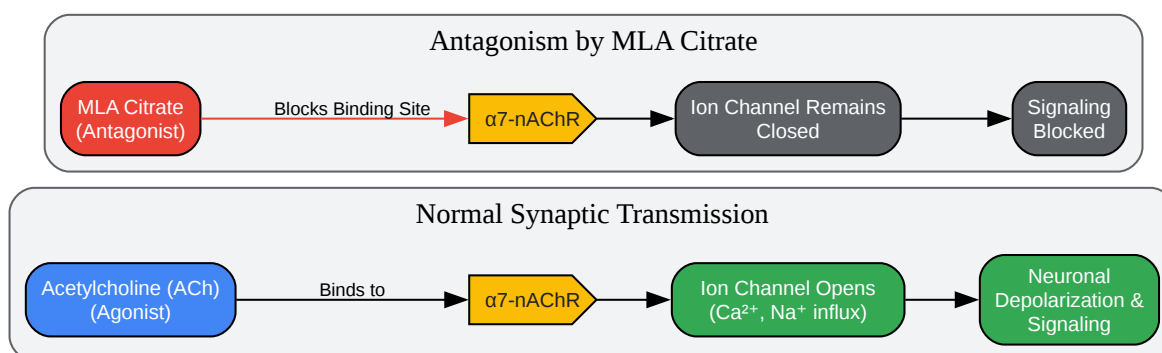 Antagonism by MLA Citrate
MLA Citrate
(Antagonist)
Blocks Binding Site
α7-nAChR
Ion Channel Remains
Closed
Signaling
Blocked
Normal Synaptic Transmission
Acetylcholine (ACh)
(Agonist)
Binds to
α7-nAChR
Ion Channel Opens
(Ca²⁺, Na⁺ influx)
Neuronal
Depolarization &
Signaling